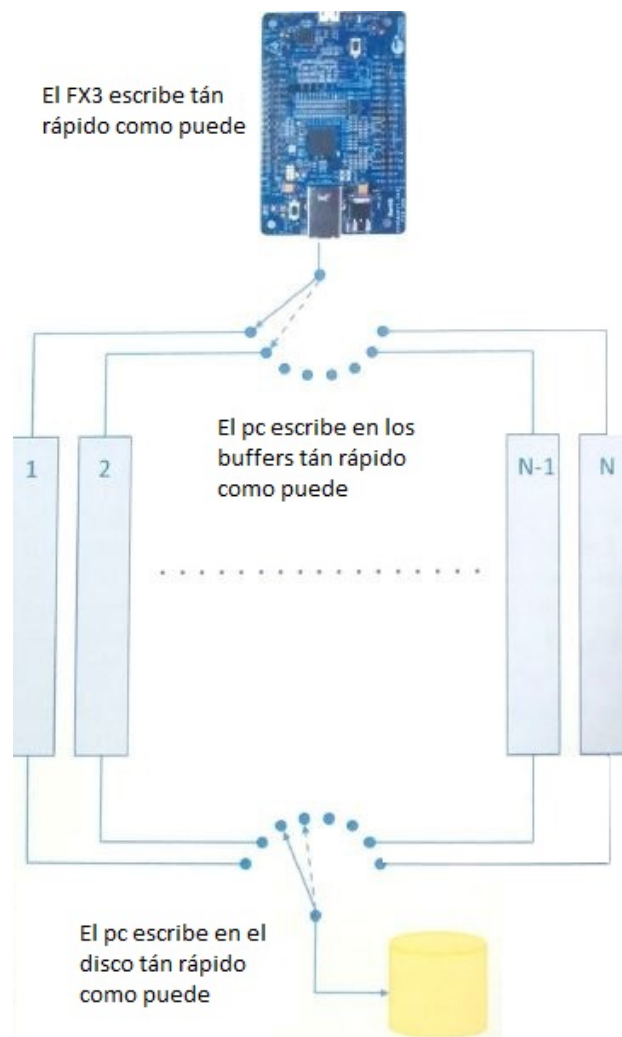 El FX3 escribe tán
rápido como puede
El pc escribe en los
buffers tán rápido
como puede
1
2
N-1
N
El pc escribe en el
disco tán rápido
como puede